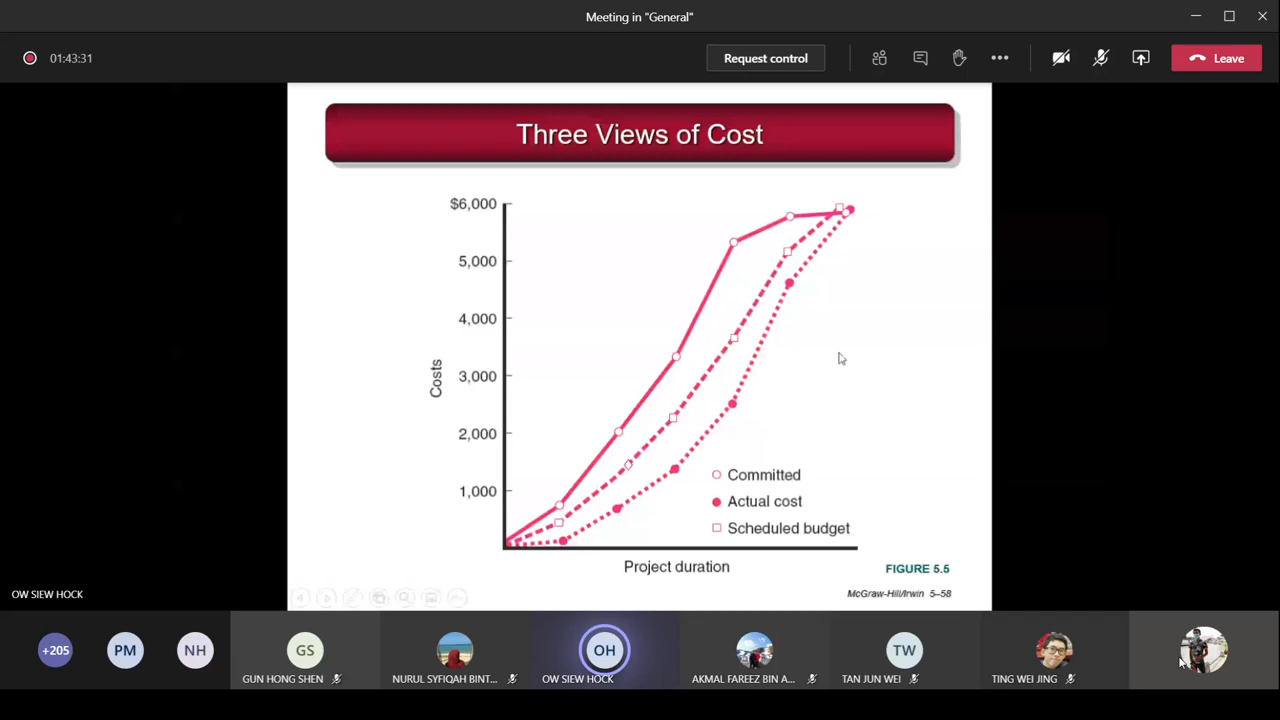 Meeting in "General"
01:43:31
Request control
Leave
Three Views of Cost
$6,000
5,000
4,000
3,000
2,000
1,000
Costs
Committed
Actual cost
Scheduled budget
Project duration
FIGURE 5.5
McGraw-Hill/Irwin 5–58
OW SIEW HOCK
+205
PM
NH
GS
OH
TW
GUN HONG SHEN
NURUL SYFIQAH BINT...
OW SIEW HOCK
AKMAL FAREEZ BIN A...
TAN JUN WEI
TING WEI JING